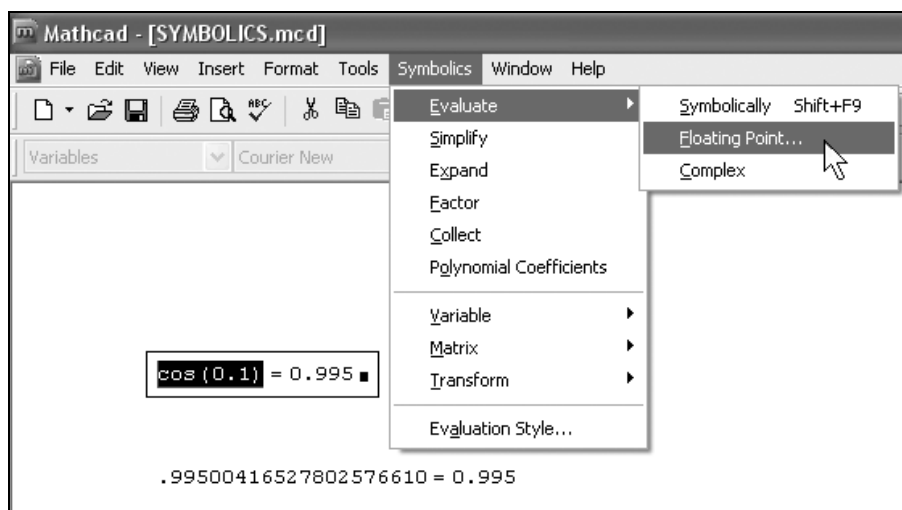 Mathcad - [SYMBOLICS.mcd]
File Edit View Insert Format Tools Symbolics Window Help
Variables Courier New
Evaluate
Simplify
Expand
Factor
Collect
Polynomial Coefficients
Variable
Matrix
Transform
Evaluation Style...
Symbolically Shift+F9
Floating Point...
Complex
cos(0.1) = 0.995
.99500416527802576610 = 0.995